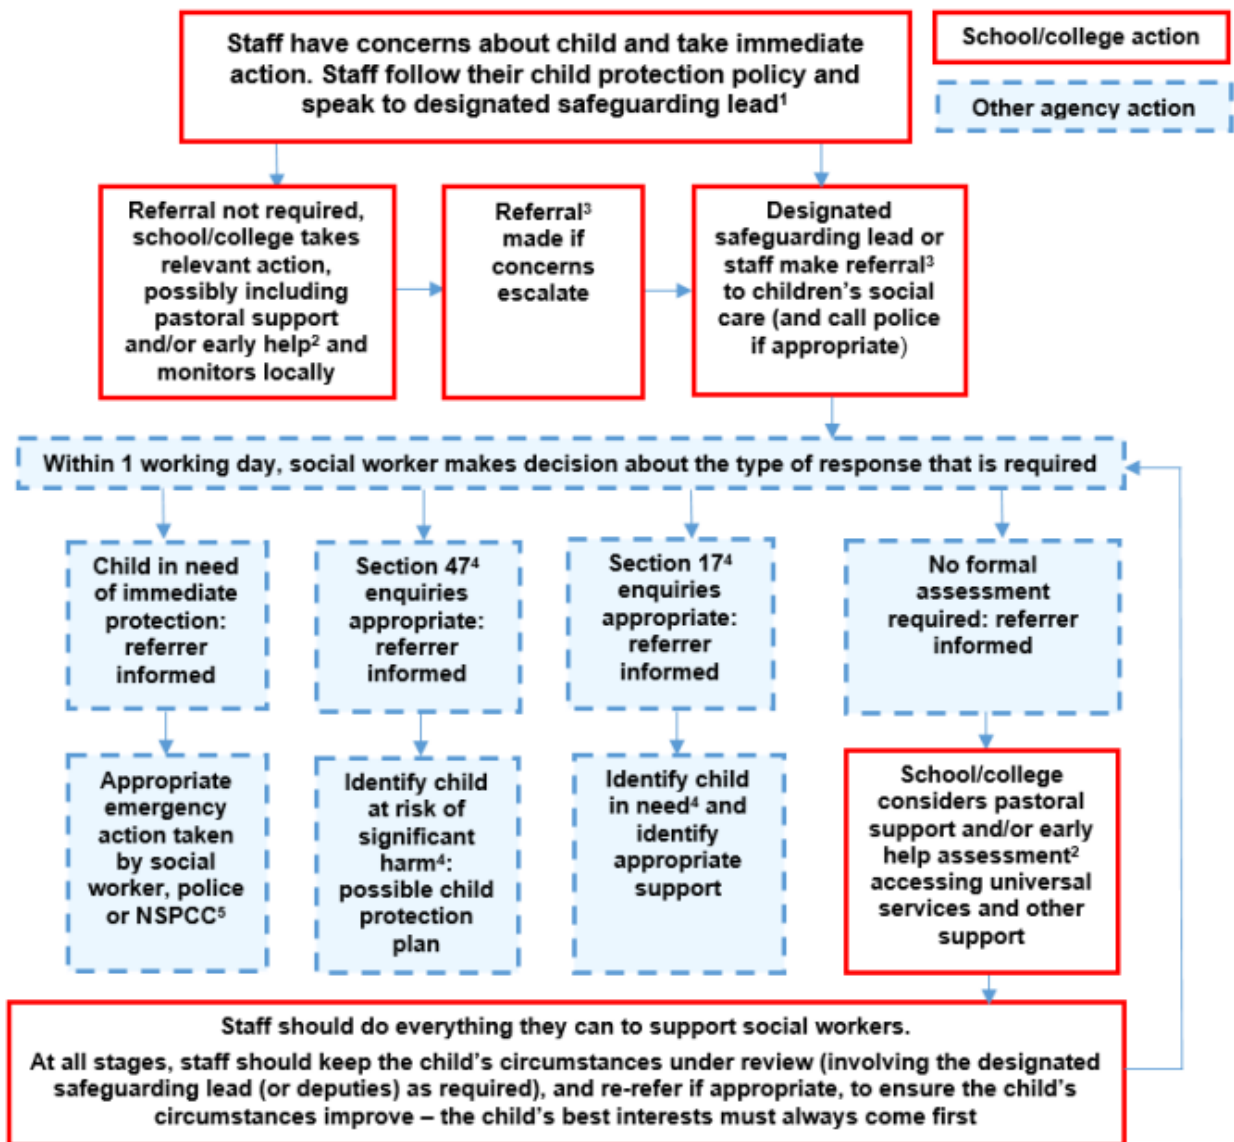 Staff have concerns about child and take immediate
action. Staff follow their child protection policy and
speak to designated safeguarding lead¹
School/college action
Other agency action
Referral not required,
school/college takes
relevant action,
possibly including
pastoral support
and/or early help² and
monitors locally
Referral³
made if
concerns
escalate
Designated
safeguarding lead or
staff make referral³
to children's social
care (and call police
if appropriate)
Within 1 working day, social worker makes decision about the type of response that is required
Child in need
of immediate
protection:
referrer
informed
Section 47⁴
enquiries
appropriate:
referrer
informed
Section 17⁴
enquiries
appropriate:
referrer
informed
No formal
assessment
required: referrer
informed
Appropriate
emergency
action taken
by social
worker, police
or NSPCC⁵
Identify child
at risk of
significant
harm⁴:
possible child
protection
plan
Identify child
in need⁴ and
identify
appropriate
support
School/college
considers pastoral
support and/or early
help assessment²
accessing universal
services and other
support
Staff should do everything they can to support social workers.
At all stages, staff should keep the child's circumstances under review (involving the designated
safeguarding lead (or deputies) as required), and re-refer if appropriate, to ensure the child's
circumstances improve – the child's best interests must always come first